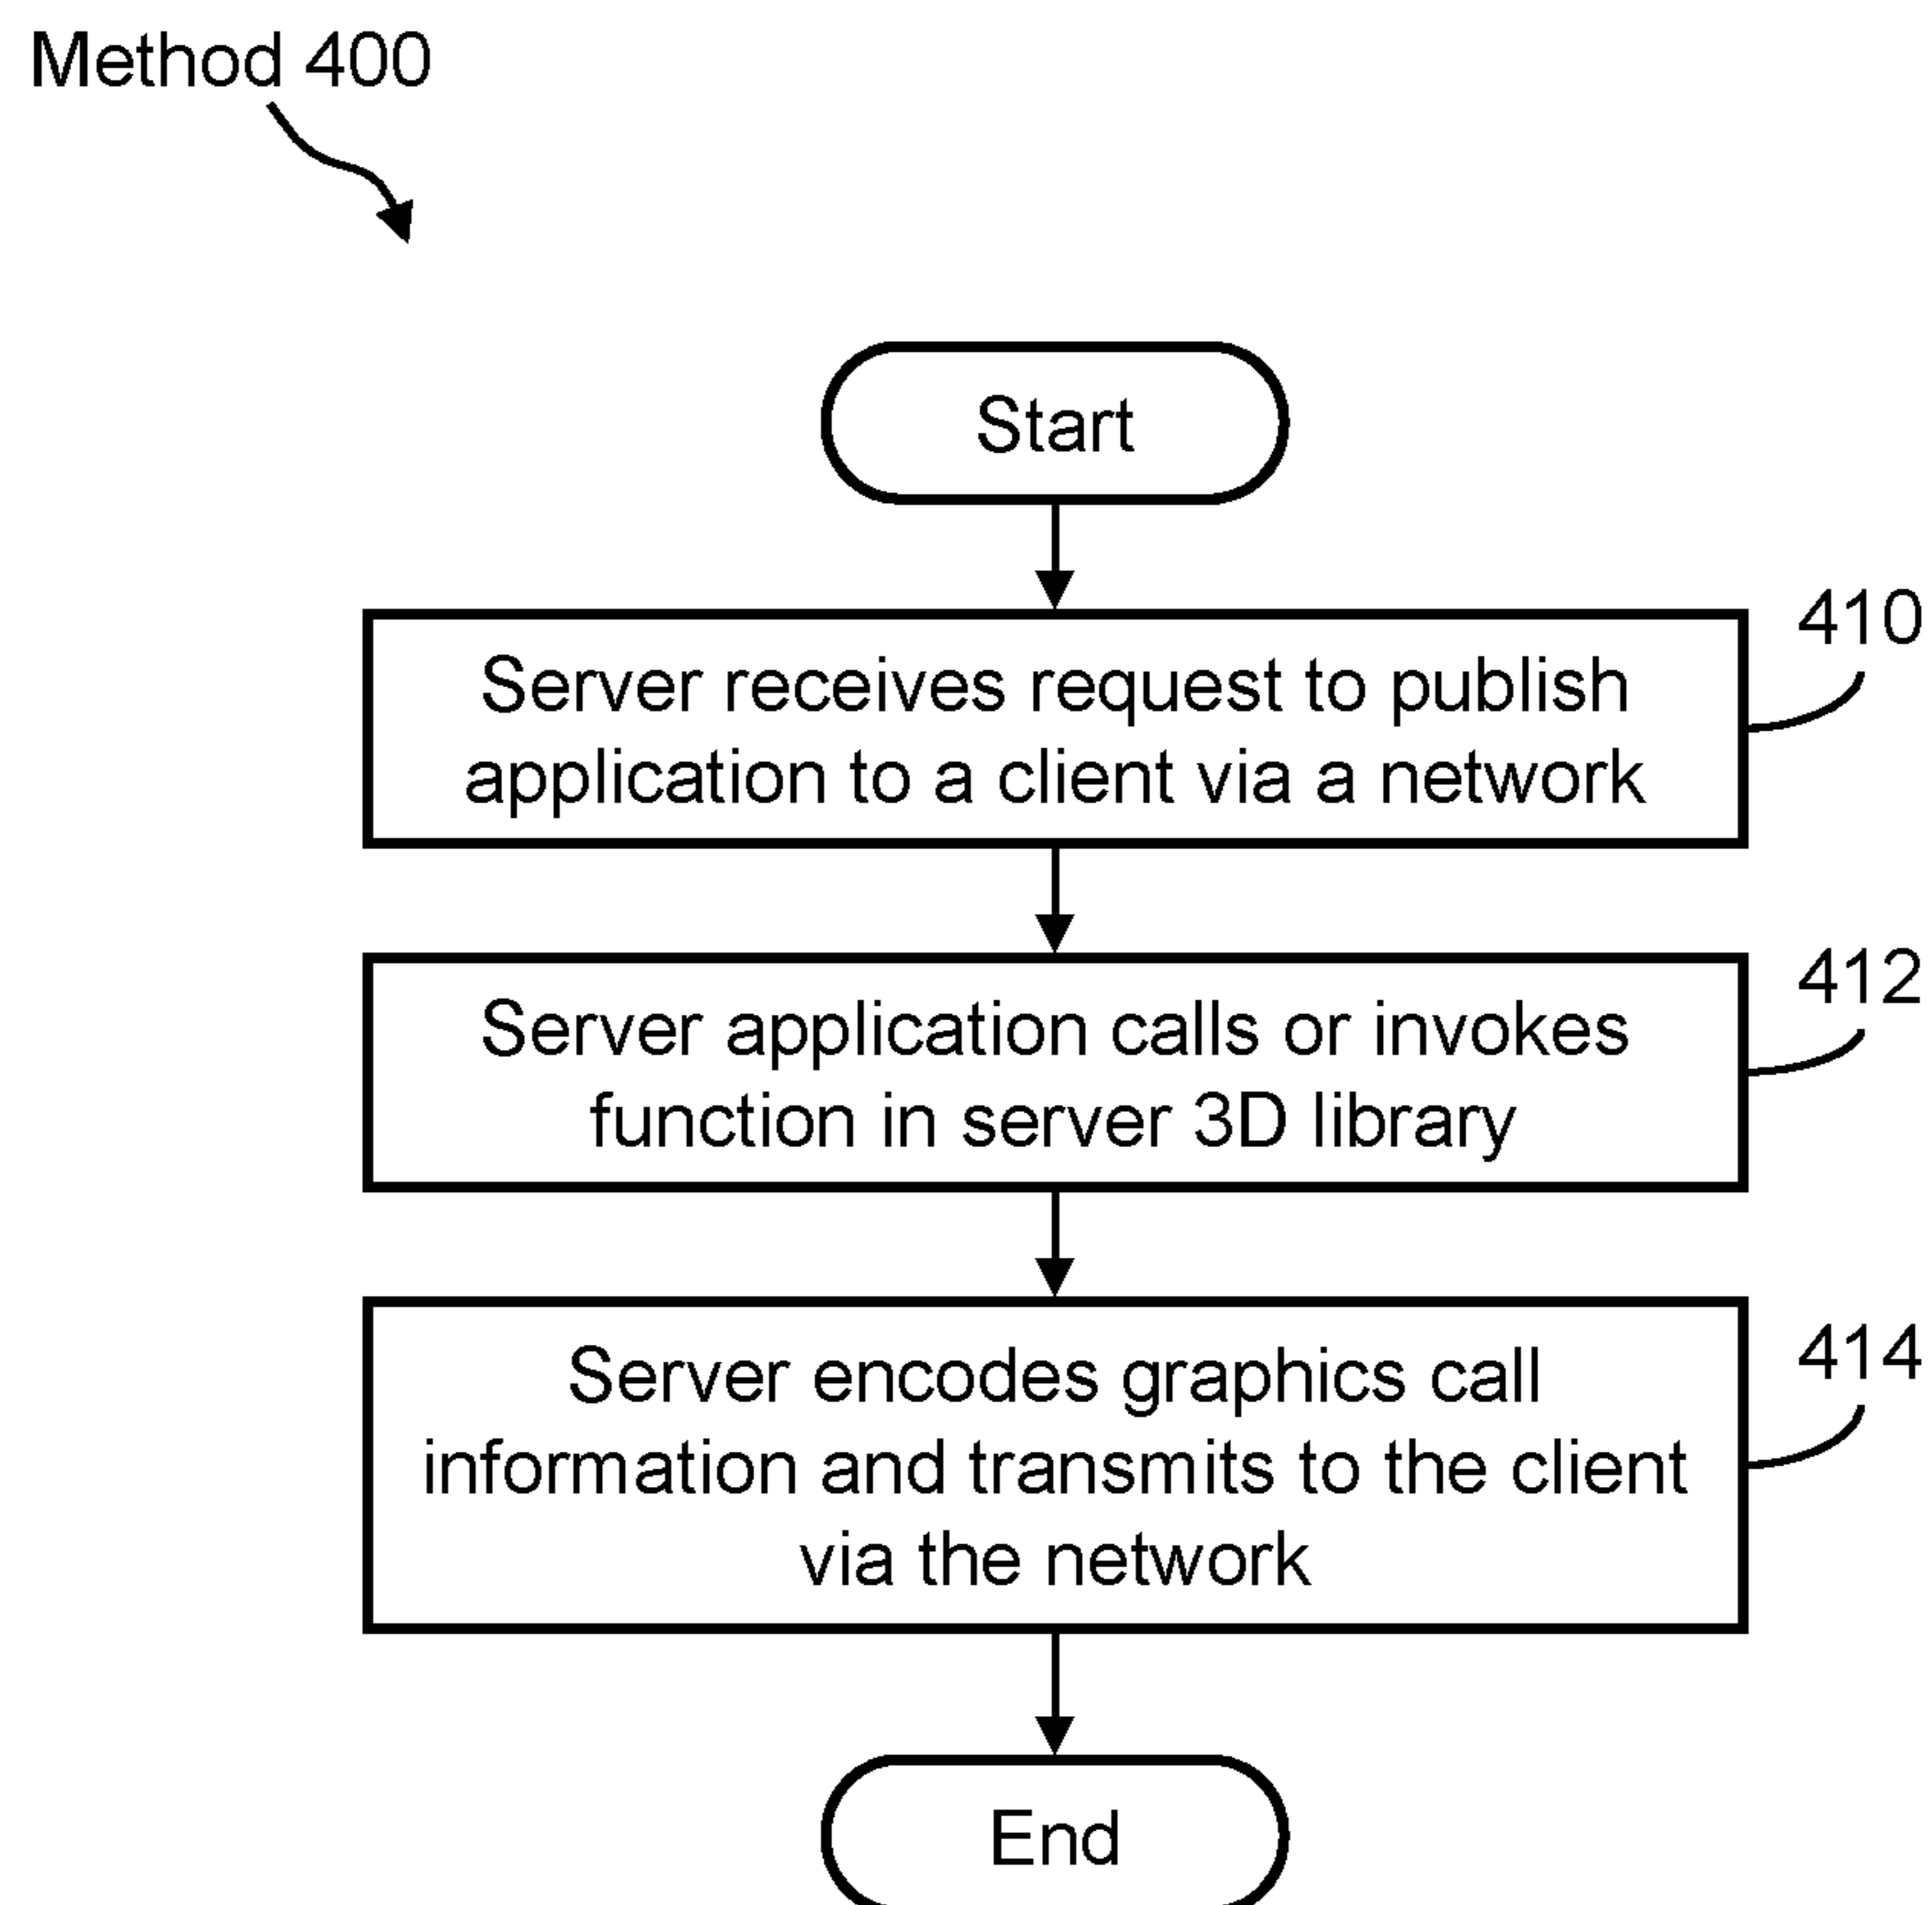 Method 400
Start
410
Server receives request to publish
application to a client via a network
412
Server application calls or invokes
function in server 3D library
414
Server encodes graphics call
information and transmits to the client
via the network
End